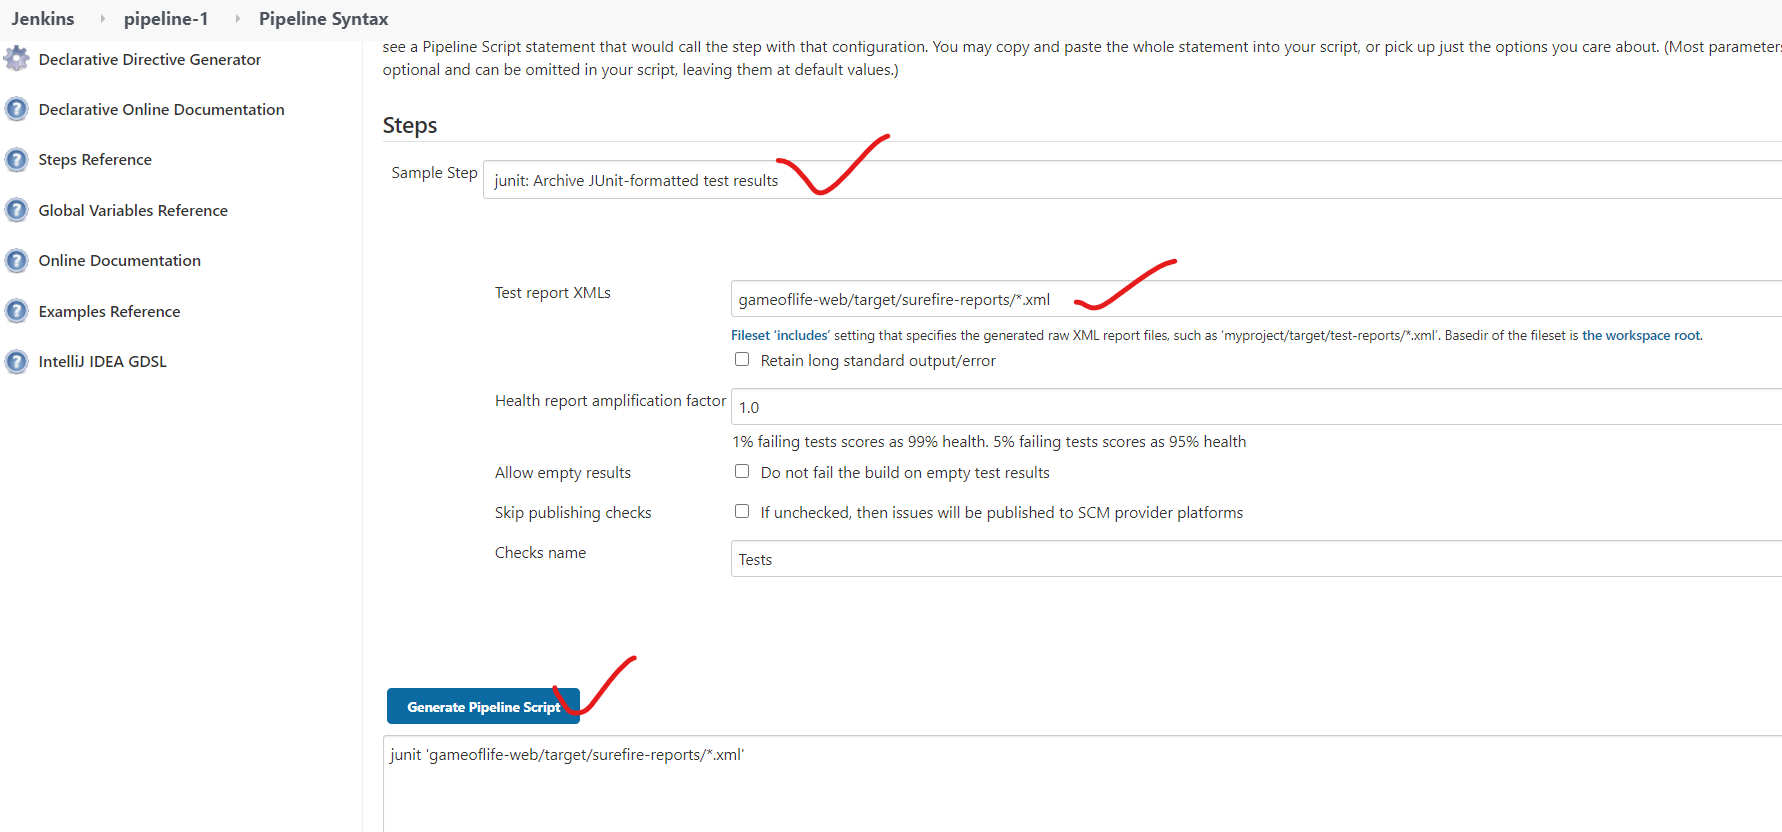 Jenkins pipeline-1 Pipeline Syntax
Declarative Directive Generator
Declarative Online Documentation
Steps Reference
Global Variables Reference
Online Documentation
Examples Reference
IntelliJ IDEA GDSL
see a Pipeline Script statement that would call the step with that configuration. You may copy and paste the whole statement into your script, or pick up just the options you care about. (Most parameters
optional and can be omitted in your script, leaving them at default values.)
Steps
Sample Step
junit: Archive JUnit-formatted test results
Test report XMLs
gameoflife-web/target/surefire-reports/*.xml
Fileset ‘includes’ setting that specifies the generated raw XML report files, such as ‘myproject/target/test-reports/*.xml’. Basedir of the fileset is the workspace root.
Retain long standard output/error
Health report amplification factor
1.0
1% failing tests scores as 99% health. 5% failing tests scores as 95% health
Allow empty results
Do not fail the build on empty test results
Skip publishing checks
If unchecked, then issues will be published to SCM provider platforms
Checks name
Tests
Generate Pipeline Script
junit 'gameoflife-web/target/surefire-reports/*.xml'